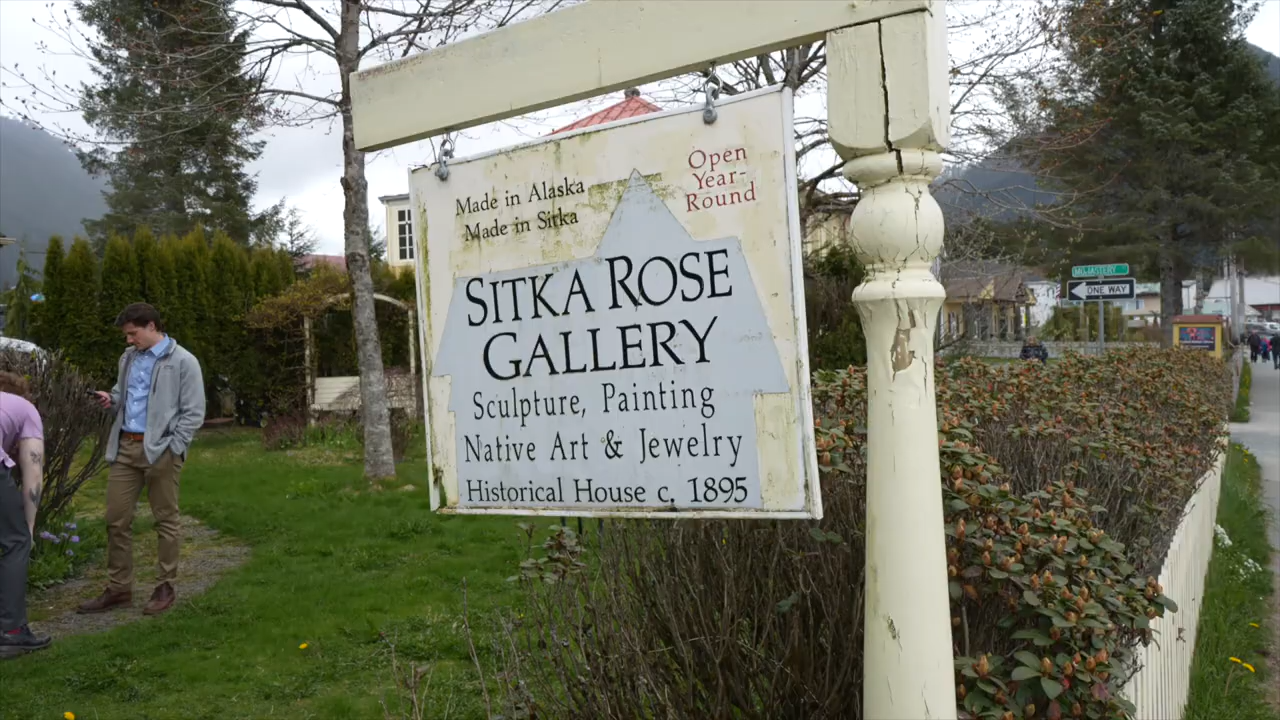 Made in Alaska
Made in Sitka
Open
Year-
Round
SITKA ROSE
GALLERY
Sculpture, Painting
Native Art & Jewelry
Historical House c. 1895
MONASTERY
ONE WAY